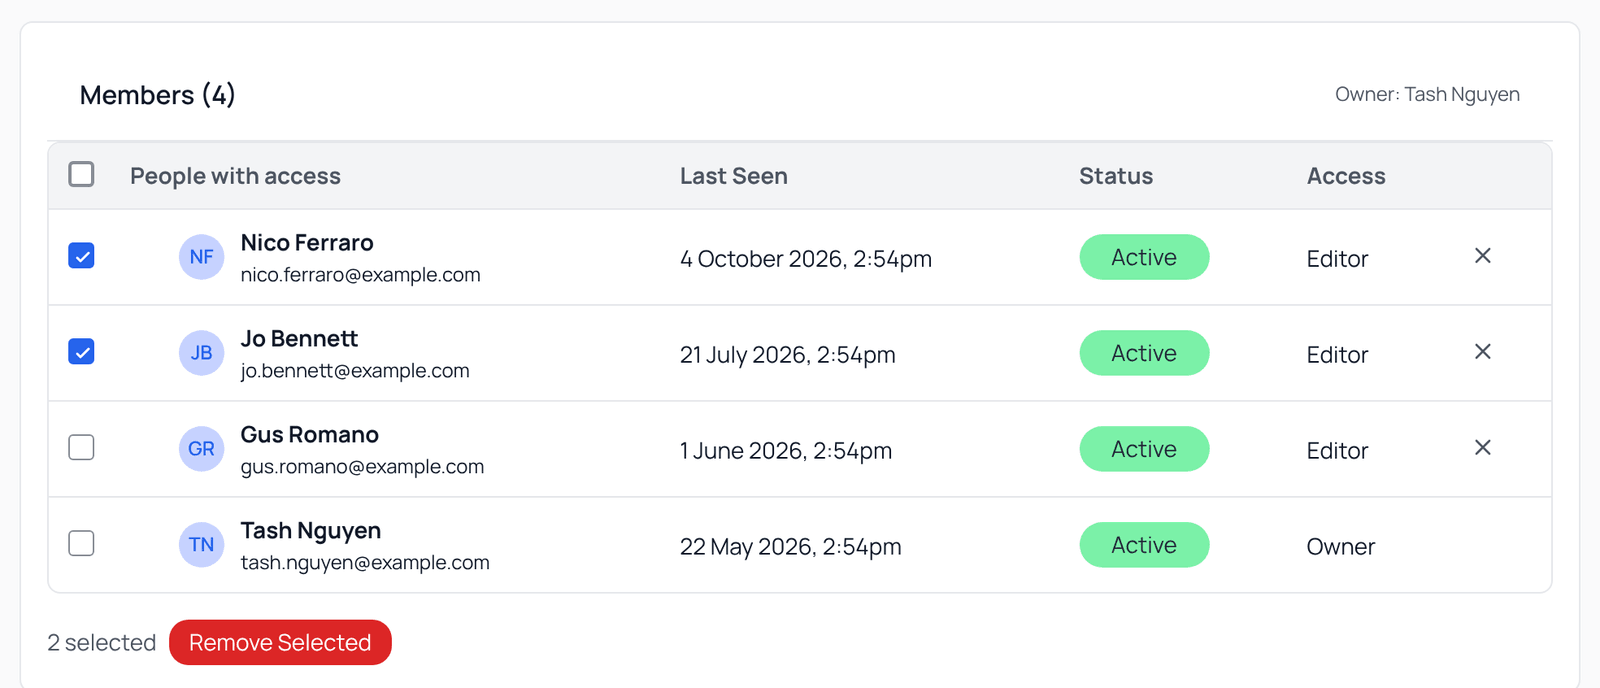 Members (4)
Owner: Tash Nguyen
People with access Last Seen Status Access
NF Nico Ferraro
nico.ferraro@example.com
4 October 2026, 2:54pm Active Editor
JB Jo Bennett
jo.bennett@example.com
21 July 2026, 2:54pm Active Editor
GR Gus Romano
gus.romano@example.com
1 June 2026, 2:54pm Active Editor
TN Tash Nguyen
tash.nguyen@example.com
22 May 2026, 2:54pm Active Owner
2 selected Remove Selected